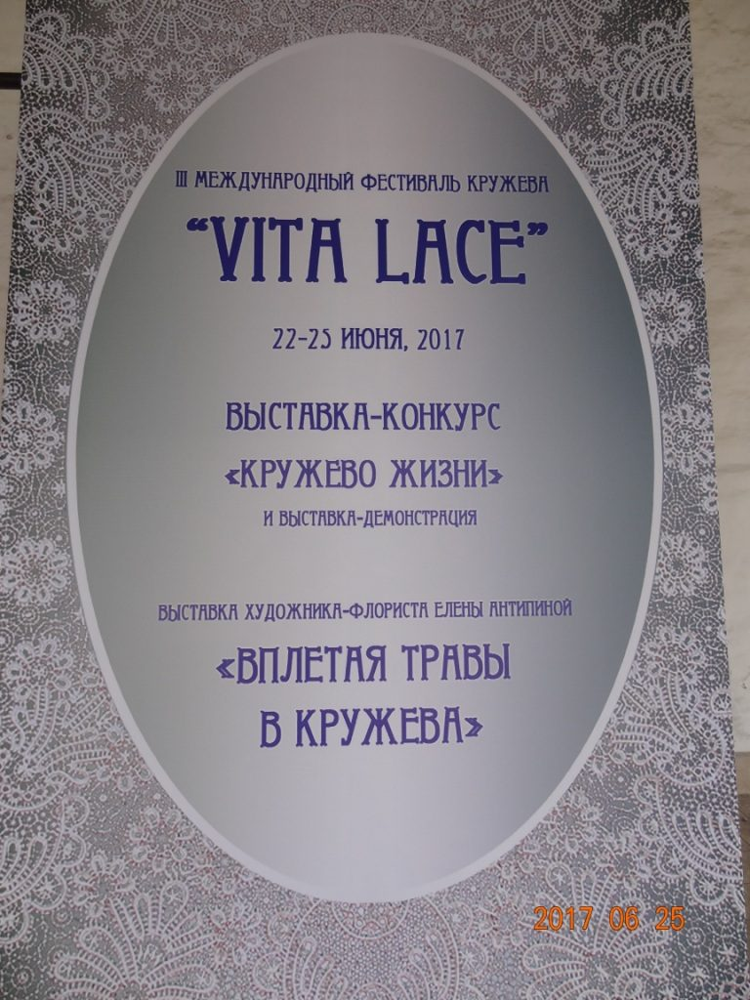 III МЕЖДУНАРОДНЫЙ ФЕСТИВАЛЬ КРУЖЕВА
“VITA LACE”
22-25 ИЮНЯ, 2017
ВЫСТАВКА-КОНКУРС
«КРУЖЕВО ЖИЗНИ»
И ВЫСТАВКА-ДЕМОНСТРАЦИЯ
ВЫСТАВКА ХУДОЖНИКА-ФЛОРИСТА ЕЛЕНЫ АНТИПИНОЙ
«ВПЛЕТАЯ ТРАВЫ
В КРУЖЕВА»
2017 06 25